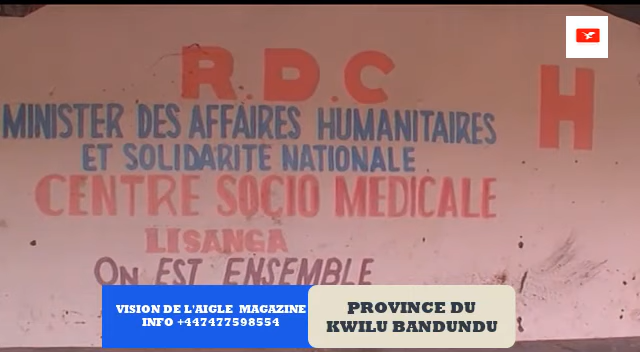 R.D.C
H
MINISTER DES AFFAIRES HUMANITAIRES
ET SOLIDARITE NATIONALE
CENTRE SOCIO MEDICALE
LISANGA
ON EST ENSEMBLE
VISION DE L'AIGLE MAGAZINE
INFO +447477598554
PROVINCE DU
KWILU BANDUNDU